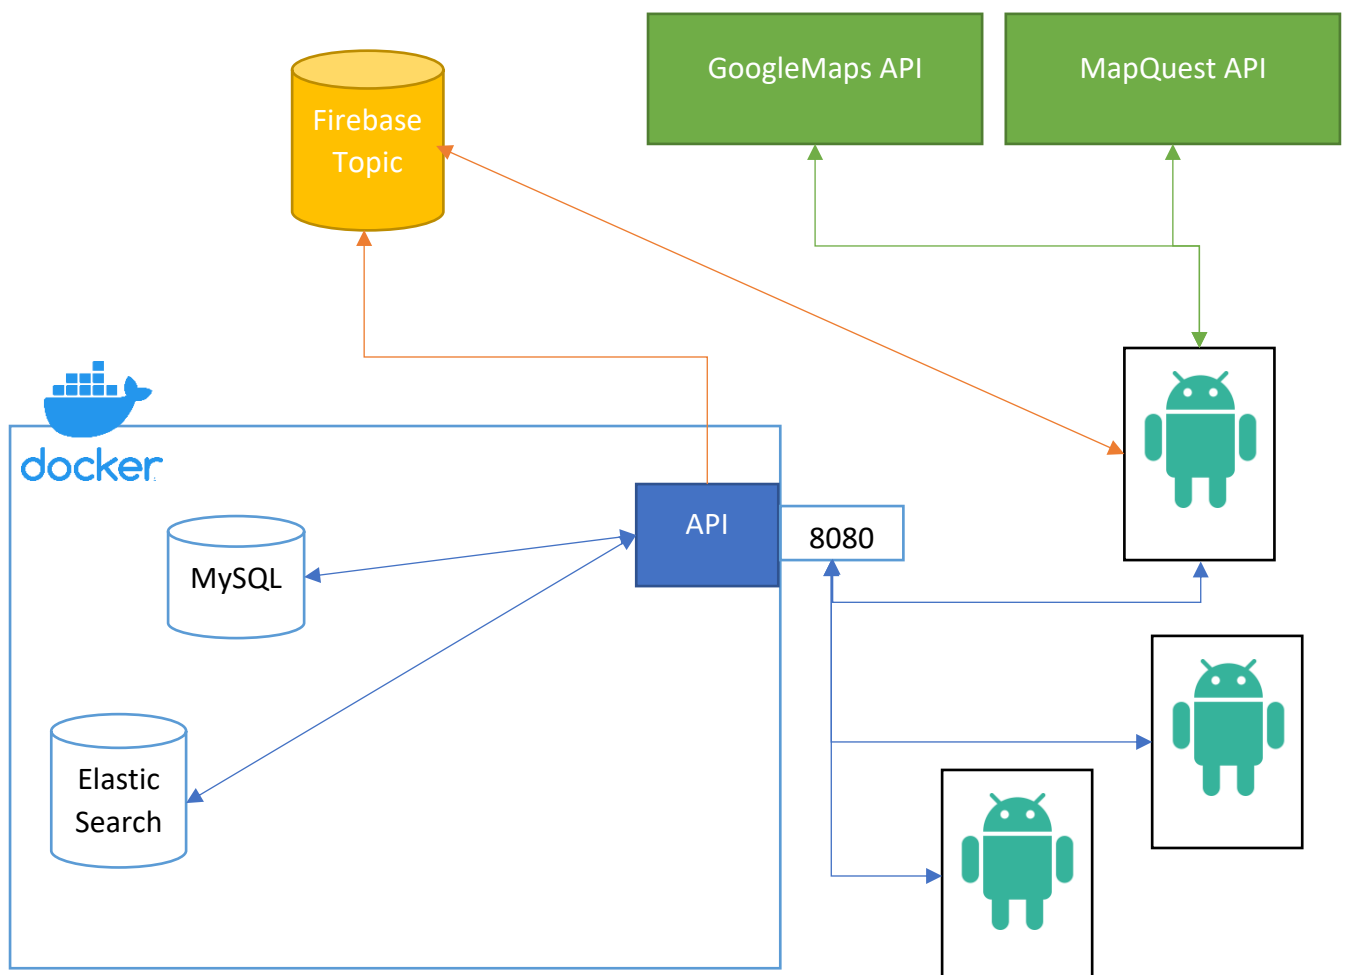 GoogleMaps API
MapQuest API
Firebase
Topic
docker
API
8080
MySQL
Elastic
Search